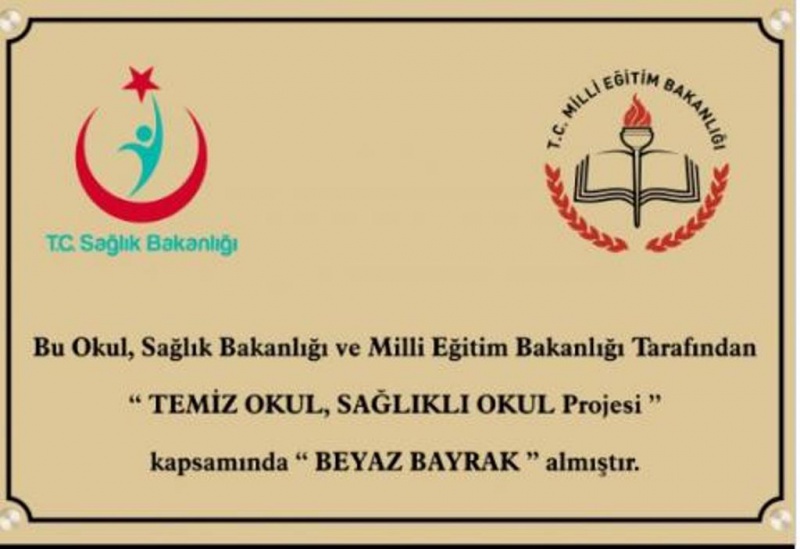 T.C. Sağlık Bakanlığı
T.C. MİLLİ EĞİTİM BAKANLIĞI
Bu Okul, Sağlık Bakanlığı ve Milli Eğitim Bakanlığı Tarafından
“ TEMİZ OKUL, SAĞLIKLI OKUL Projesi ”
kapsamında “ BEYAZ BAYRAK ” almıştır.